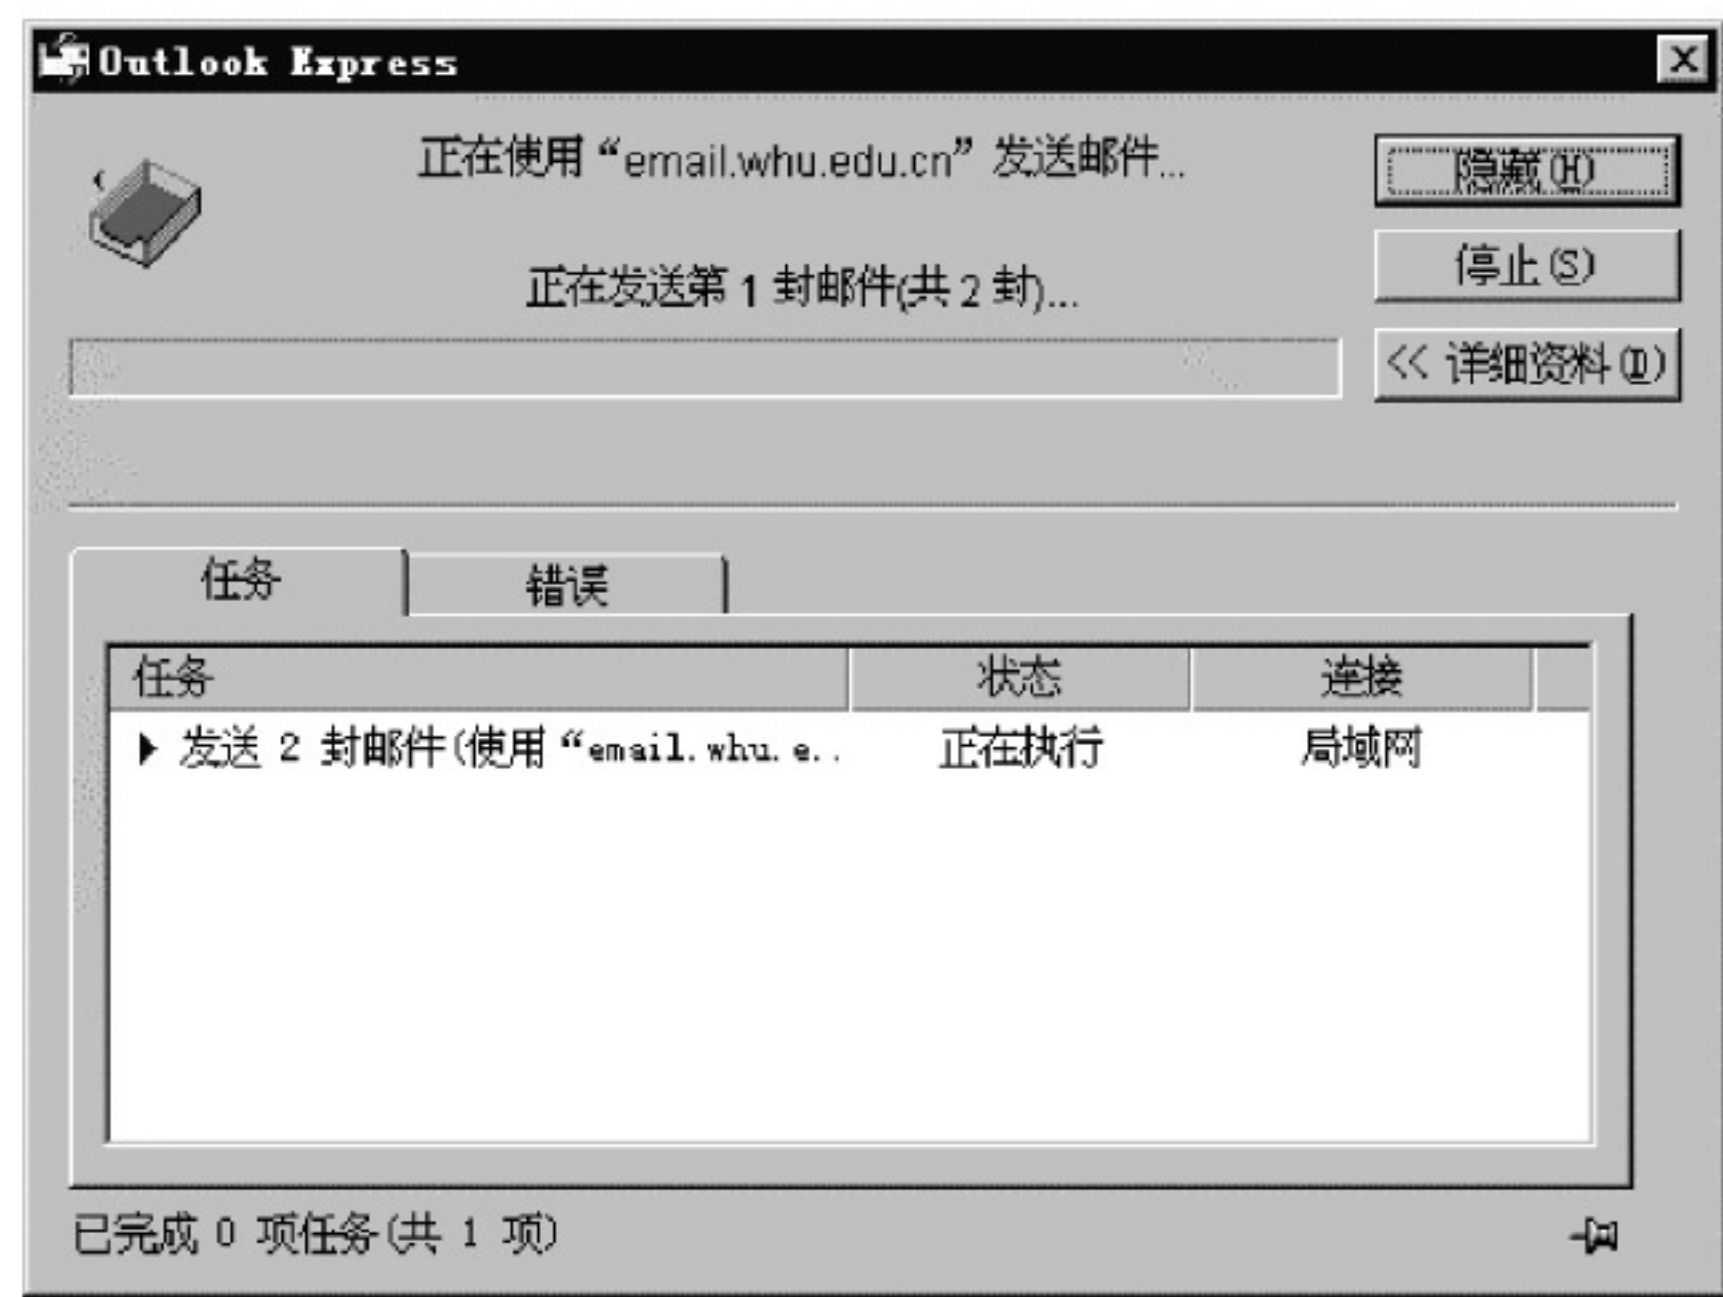 Outlook Express
正在使用“email.whu.edu.cn”发送邮件...
隐藏(H)
正在发送第 1 封邮件(共 2 封)...
停止(S)
<< 详细资料(D)
任务 错误
任务 状态 连接
发送 2 封邮件(使用“email.whu.e.. 正在执行 局域网
已完成 0 项任务(共 1 项)